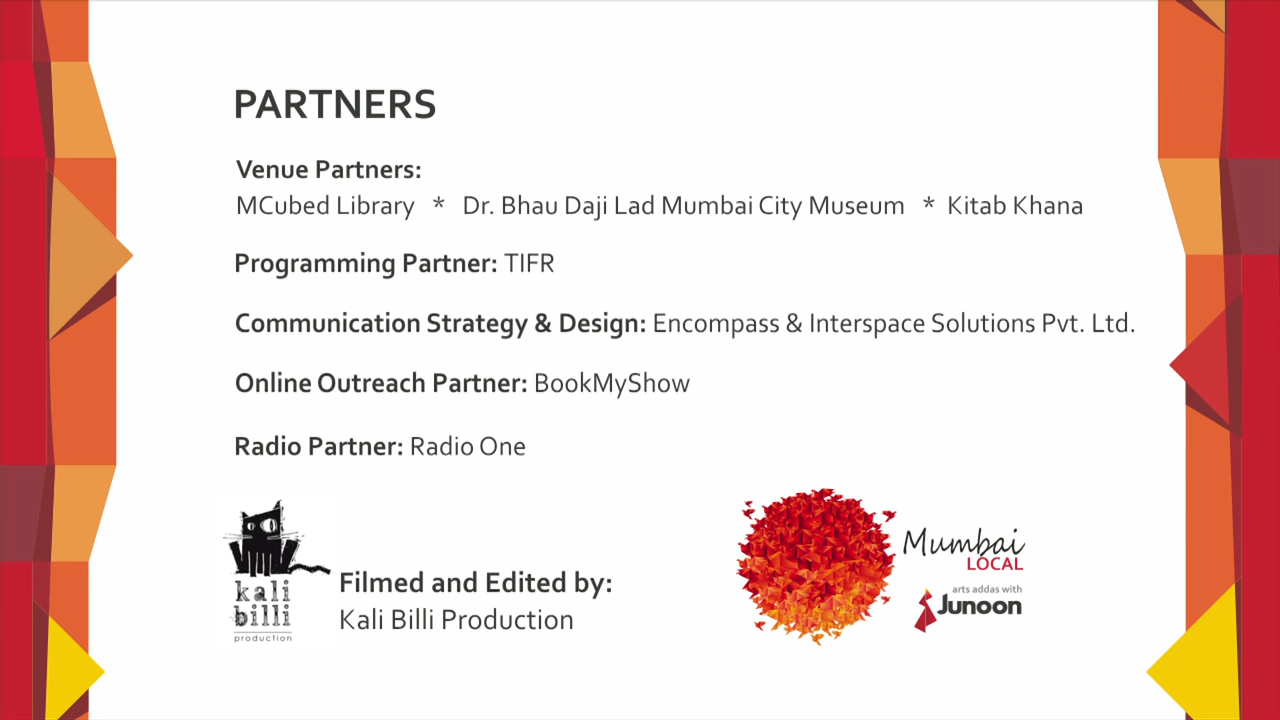 PARTNERS
Venue Partners:
MCubed Library * Dr. Bhau Daji Lad Mumbai City Museum * Kitab Khana
Programming Partner: TIFR
Communication Strategy & Design: Encompass & Interspace Solutions Pvt. Ltd.
Online Outreach Partner: BookMyShow
Radio Partner: Radio One
kali
billi
production
Filmed and Edited by:
Kali Billi Production
Mumbai
LOCAL
arts addas with
Junoon